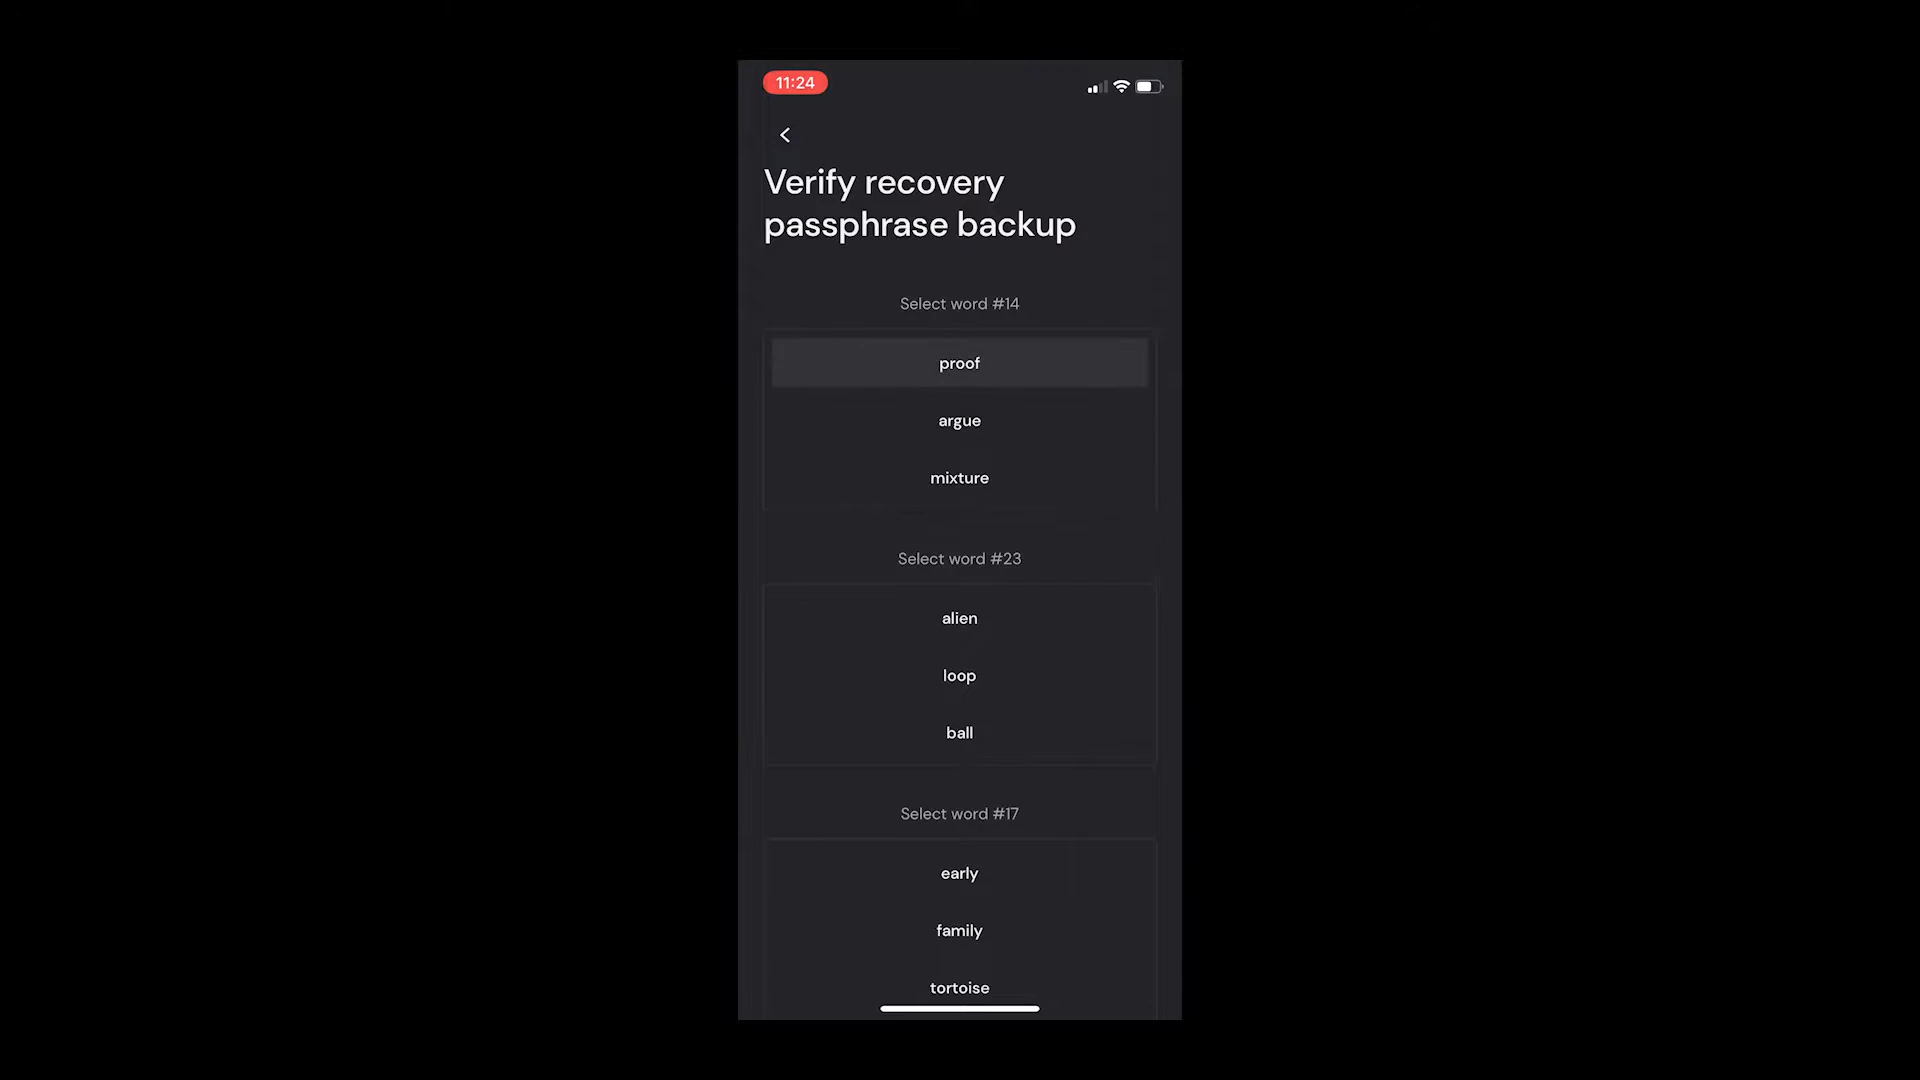 11:24
Verify recovery
passphrase backup
Select word #14
proof
argue
mixture
Select word #23
alien
loop
ball
Select word #17
early
family
tortoise